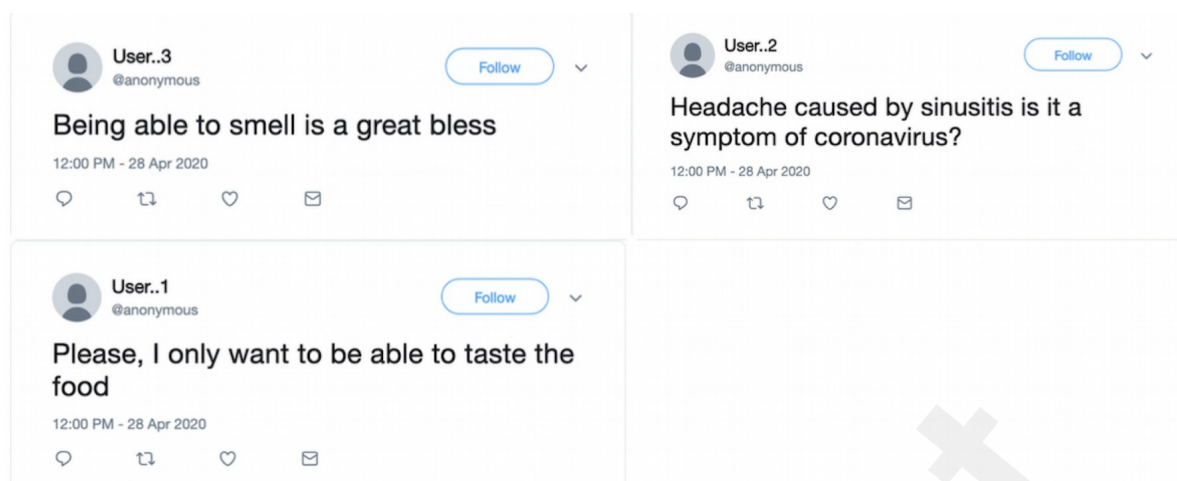 User..3
@anonymous
Follow
Being able to smell is a great bless
12:00 PM - 28 Apr 2020
User..2
@anonymous
Follow
Headache caused by sinusitis is it a
symptom of coronavirus?
12:00 PM - 28 Apr 2020
User..1
@anonymous
Follow
Please, I only want to be able to taste the
food
12:00 PM - 28 Apr 2020